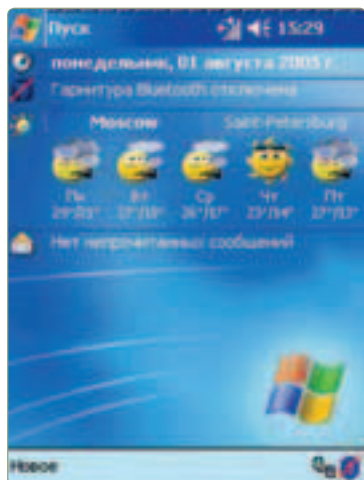 Пуск 15:29
понедельник, 01 августа 2005 г.
Гарнитура Bluetooth отключена
Moscow Saint-Petersburg
Пн Вт Ср Чт Пт
Нет непрочитанных сообщений
Новое